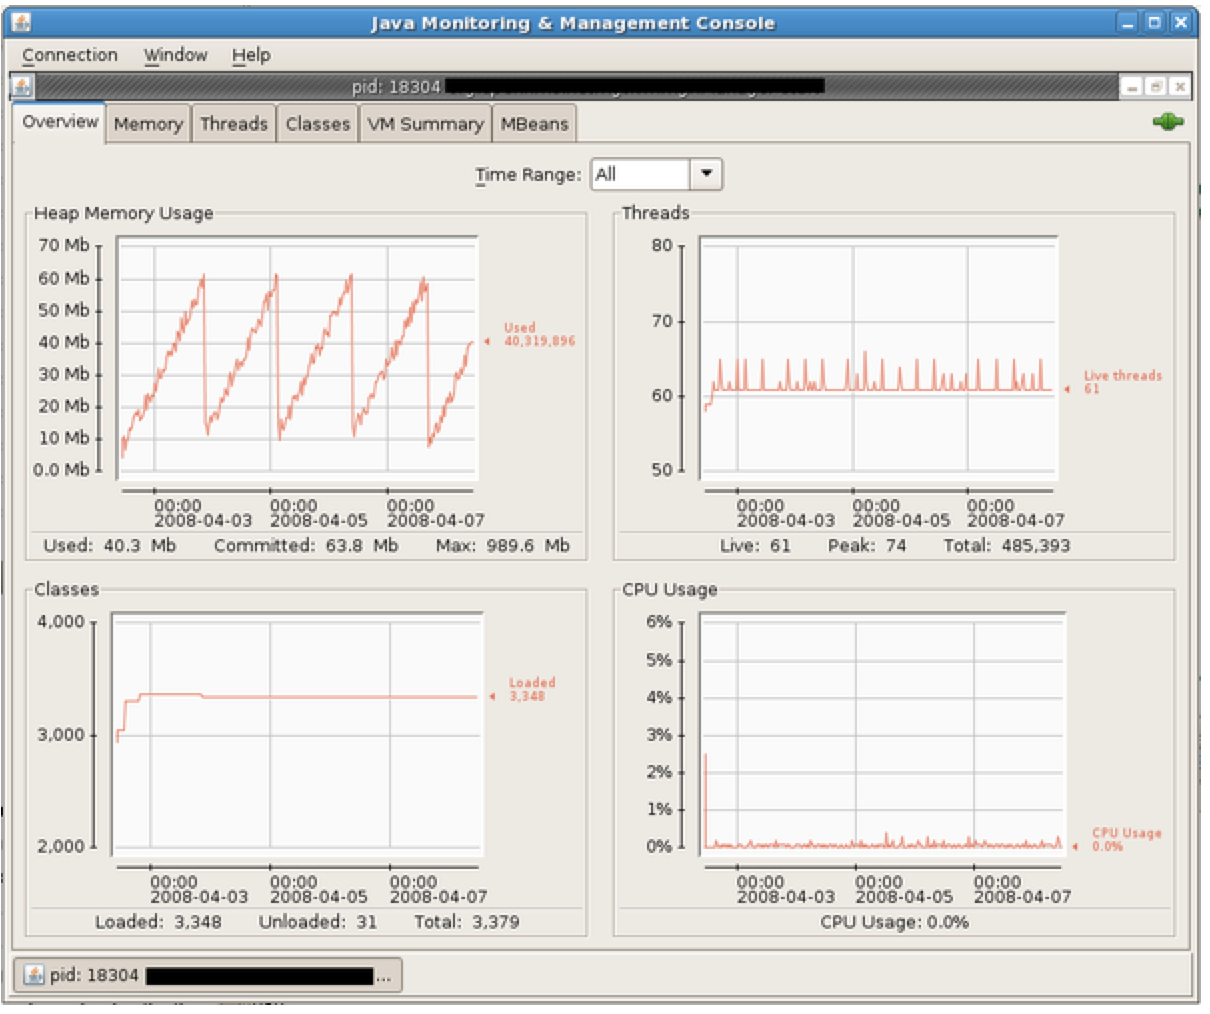 Java Monitoring & Management Console
Connection Window Help
pid: 18304
Overview Memory Threads Classes VM Summary MBeans
Time Range: All
Heap Memory Usage
70 Mb
60 Mb
50 Mb
40 Mb
30 Mb
20 Mb
10 Mb
0.0 Mb
Used
40,319,896
00:00 00:00 00:00
2008-04-03 2008-04-05 2008-04-07
Used: 40.3 Mb Committed: 63.8 Mb Max: 989.6 Mb
Threads
80
70
60
50
Live threads
61
00:00 00:00 00:00
2008-04-03 2008-04-05 2008-04-07
Live: 61 Peak: 74 Total: 485,393
Classes
4,000
3,000
2,000
Loaded
3,348
00:00 00:00 00:00
2008-04-03 2008-04-05 2008-04-07
Loaded: 3,348 Unloaded: 31 Total: 3,379
CPU Usage
6%
5%
4%
3%
2%
1%
0%
CPU Usage
0.0%
00:00 00:00 00:00
2008-04-03 2008-04-05 2008-04-07
CPU Usage: 0.0%
pid: 18304 ...